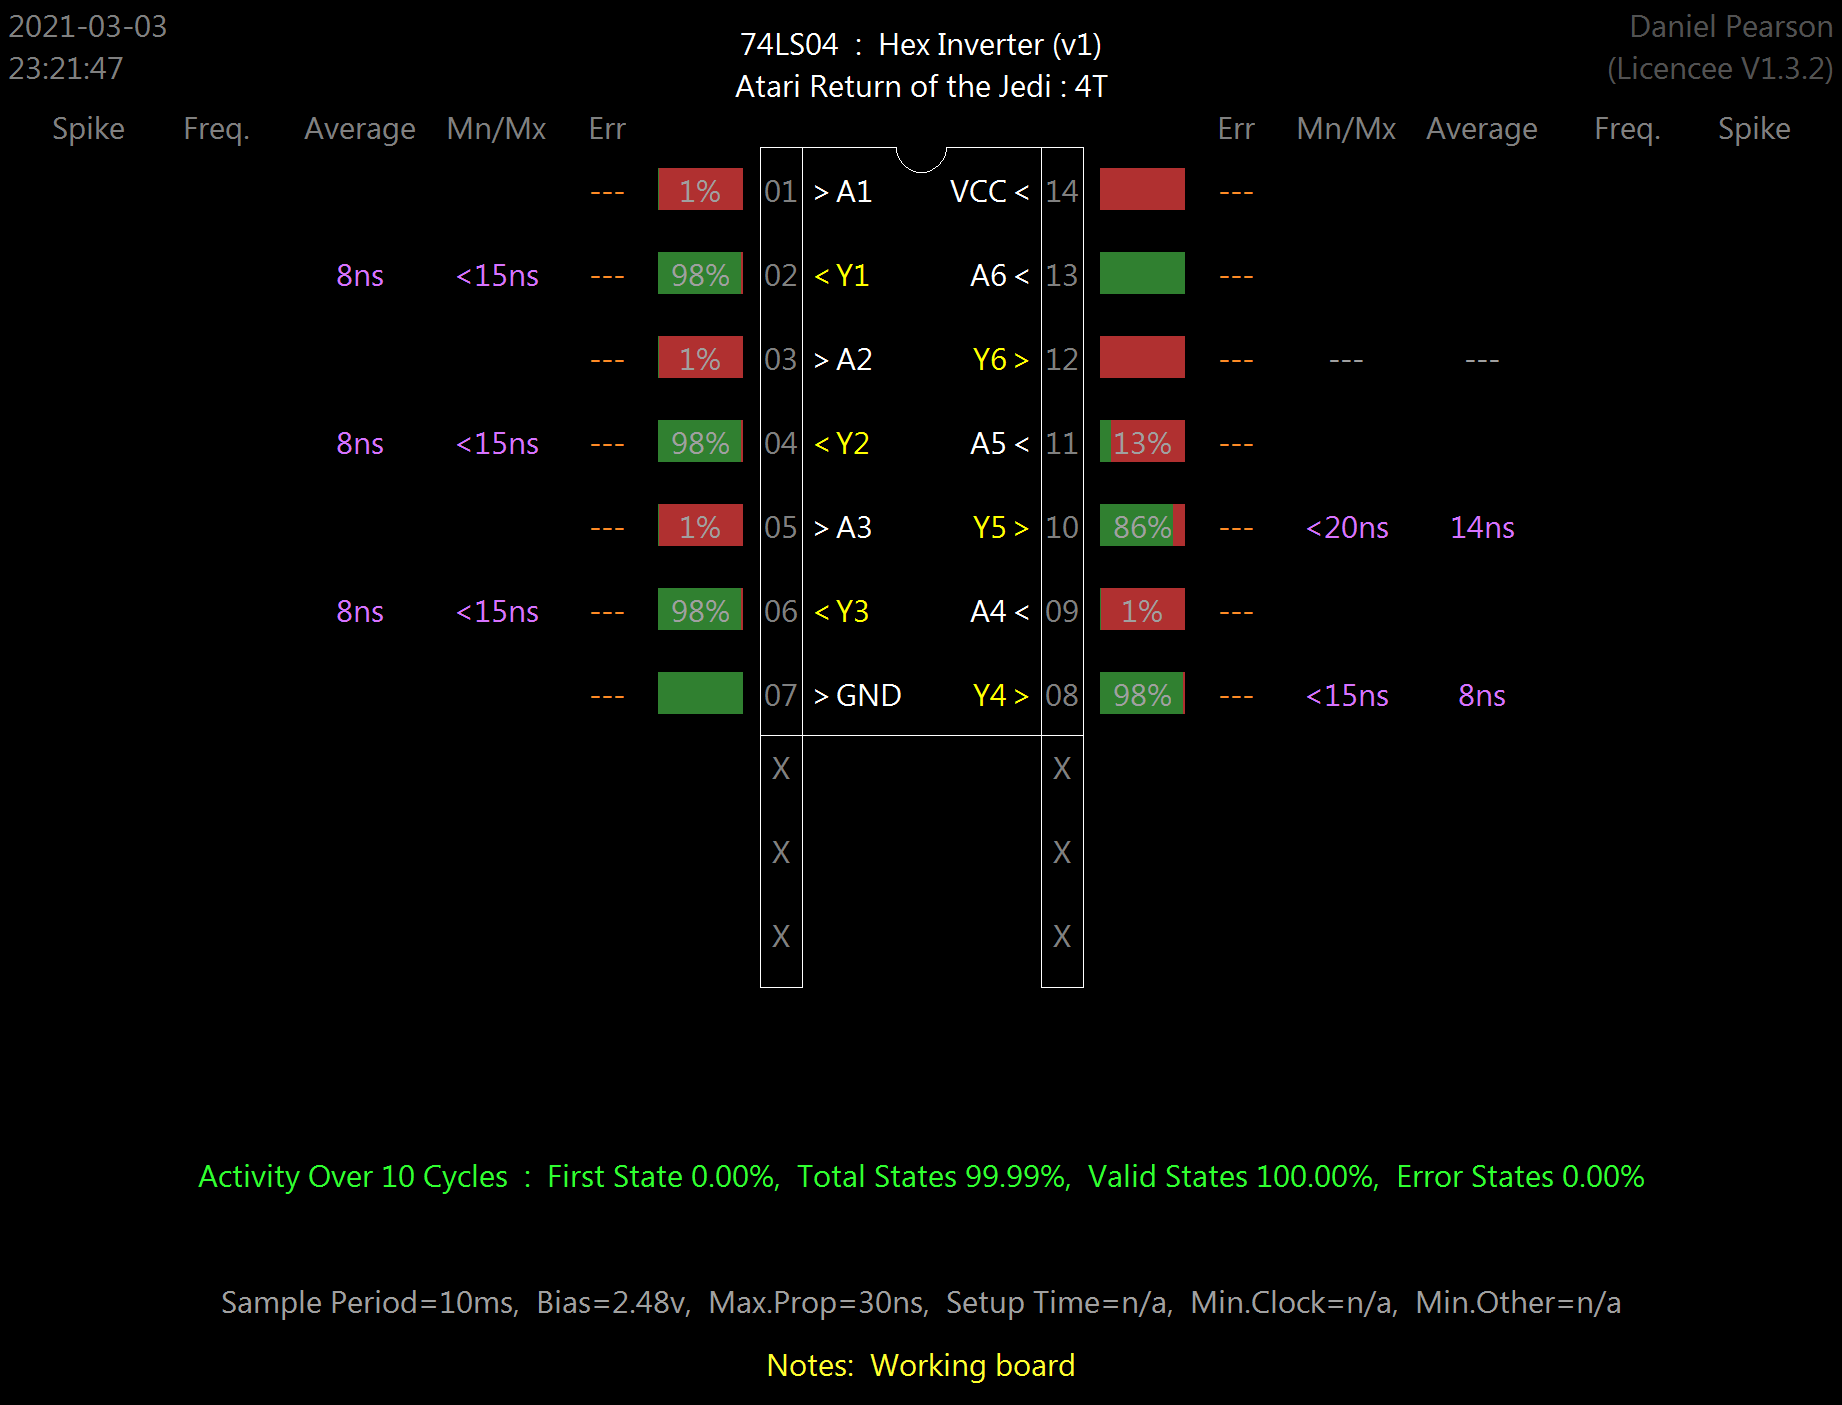 2021-03-03
23:21:47
74LS04 : Hex Inverter (v1)
Atari Return of the Jedi : 4T
Daniel Pearson
(Licencee V1.3.2)
Spike Freq. Average Mn/Mx Err Err Mn/Mx Average Freq. Spike
--- 1% 01 > A1 VCC < 14 ---
8ns <15ns --- 98% 02 < Y1 A6 < 13 ---
--- 1% 03 > A2 Y6 > 12 --- --- ---
8ns <15ns --- 98% 04 < Y2 A5 < 11 13% ---
--- 1% 05 > A3 Y5 > 10 86% --- <20ns 14ns
8ns <15ns --- 98% 06 < Y3 A4 < 09 1% ---
--- 07 > GND Y4 > 08 98% --- <15ns 8ns
X X
X X
X X
Activity Over 10 Cycles : First State 0.00%, Total States 99.99%, Valid States 100.00%, Error States 0.00%
Sample Period=10ms, Bias=2.48v, Max.Prop=30ns, Setup Time=n/a, Min.Clock=n/a, Min.Other=n/a
Notes: Working board